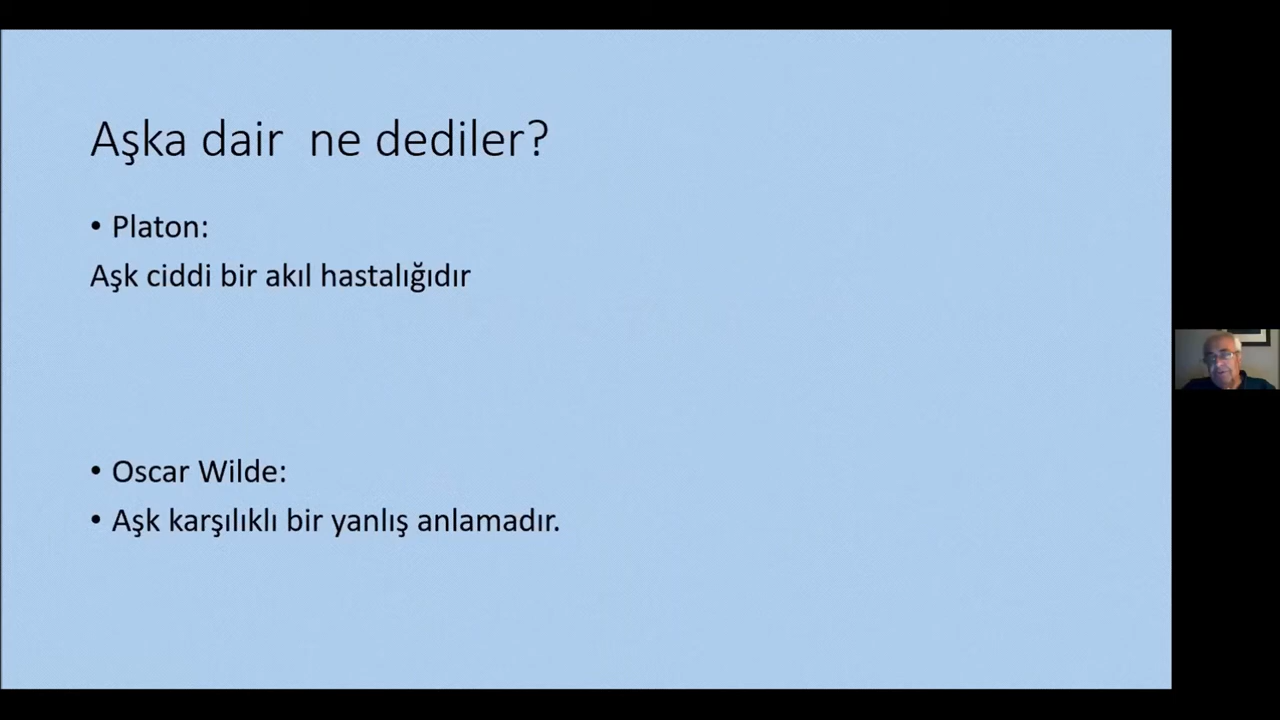 Aşka dair ne dediler?
• Platon:
Aşk ciddi bir akıl hastalığıdır
• Oscar Wilde:
• Aşk karşılıklı bir yanlış anlamadır.